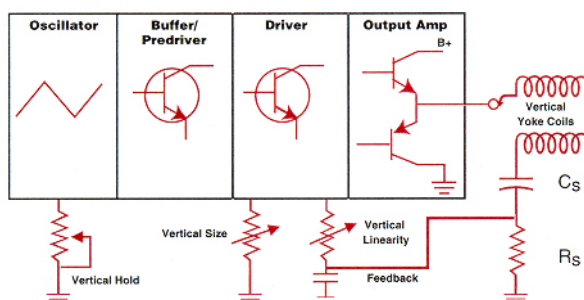 Oscillator
Buffer/
Predriver
Driver
Output Amp
B+
Vertical
Yoke Coils
CS
RS
Vertical Hold
Vertical Size
Vertical
Linearity
Feedback